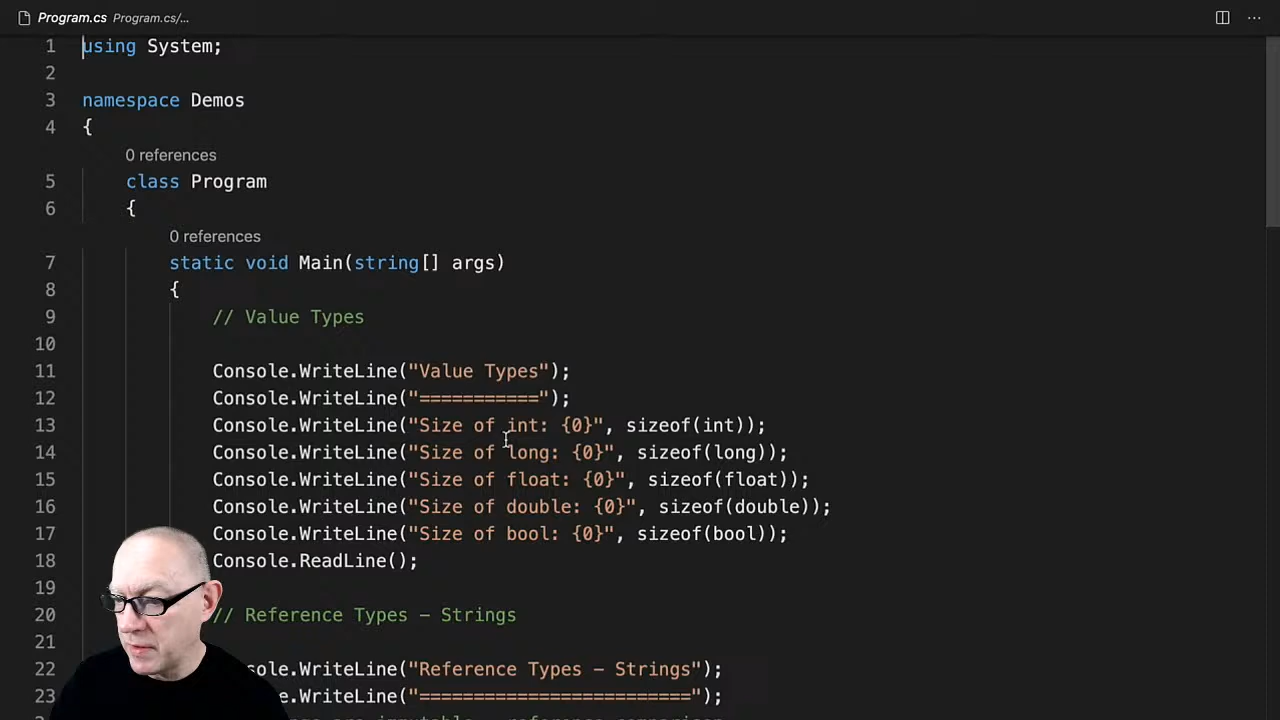 Program.cs Program.cs/...
1 using System;
2
3 namespace Demos
4 {
0 references
5 class Program
6 {
0 references
7 static void Main(string[] args)
8 {
9 // Value Types
10
11 Console.WriteLine("Value Types");
12 Console.WriteLine("===========");
13 Console.WriteLine("Size of int: {0}", sizeof(int));
14 Console.WriteLine("Size of long: {0}", sizeof(long));
15 Console.WriteLine("Size of float: {0}", sizeof(float));
16 Console.WriteLine("Size of double: {0}", sizeof(double));
17 Console.WriteLine("Size of bool: {0}", sizeof(bool));
18 Console.ReadLine();
19
20 // Reference Types - Strings
21
22 sole.WriteLine("Reference Types - Strings");
23 e.WriteLine("=========================");